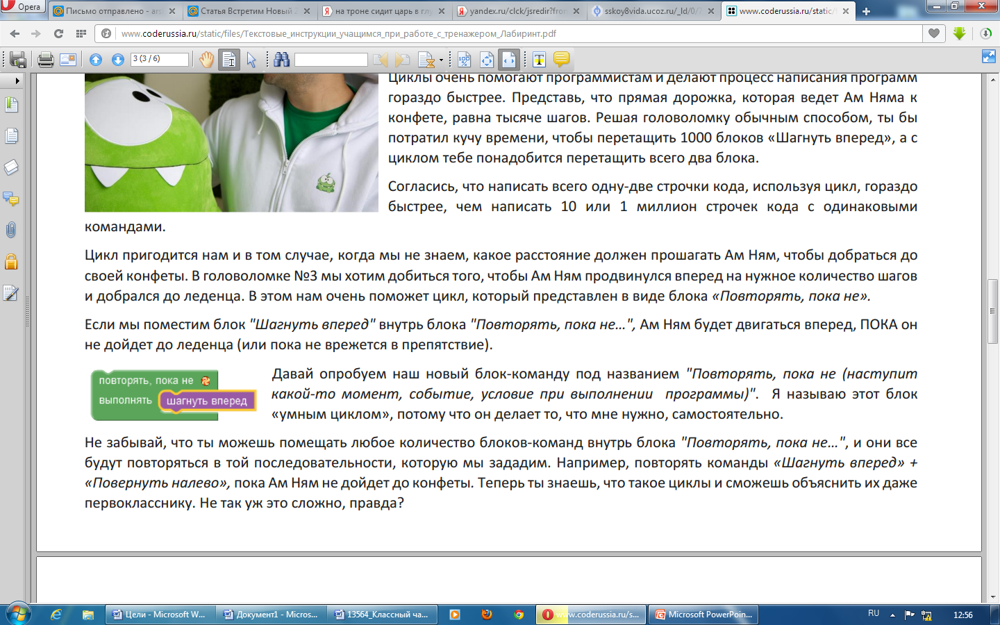 Opera
Письмо отправлено - ars
Статья Встретим Новый 2
на троне сидит царь в глу
yandex.ru/clck/jsredir?from
sskoy8vida.ucoz.ru/_ld/0/7
www.coderussia.ru/static/f
www.coderussia.ru/static/files/Текстовые_инструкции_учащимся_при_работе_с_тренажером_Лабиринт.pdf
3 (3 / 6)
Циклы очень помогают программистам и делают процесс написания программ
гораздо быстрее. Представь, что прямая дорожка, которая ведет Ам Няма к
конфете, равна тысяче шагов. Решая головоломку обычным способом, ты бы
потратил кучу времени, чтобы перетащить 1000 блоков «Шагнуть вперед», а с
циклом тебе понадобится перетащить всего два блока.
Согласись, что написать всего одну-две строчки кода, используя цикл, гораздо
быстрее, чем написать 10 или 1 миллион строчек кода с одинаковыми
командами.
Цикл пригодится нам и в том случае, когда мы не знаем, какое расстояние должен прошагать Ам Ням, чтобы добраться до
своей конфеты. В головоломке №3 мы хотим добиться того, чтобы Ам Ням продвинулся вперед на нужное количество шагов
и добрался до леденца. В этом нам очень поможет цикл, который представлен в виде блока «Повторять, пока не».
Если мы поместим блок "Шагнуть вперед" внутрь блока "Повторять, пока не…", Ам Ням будет двигаться вперед, ПОКА он
не дойдет до леденца (или пока не врежется в препятствие).
повторять, пока не
выполнять шагнуть вперед
Давай опробуем наш новый блок-команду под названием "Повторять, пока не (наступит
какой-то момент, событие, условие при выполнении программы)". Я называю этот блок
«умным циклом», потому что он делает то, что мне нужно, самостоятельно.
Не забывай, что ты можешь помещать любое количество блоков-команд внутрь блока "Повторять, пока не…", и они все
будут повторяться в той последовательности, которую мы зададим. Например, повторять команды «Шагнуть вперед» +
«Повернуть налево», пока Ам Ням не дойдет до конфеты. Теперь ты знаешь, что такое циклы и сможешь объяснить их даже
первокласснику. Не так уж это сложно, правда?
Цели - Microsoft W...
Документ1 - Micros...
13564_Классный ча...
www.coderussia.ru/s...
Microsoft PowerPoin...
RU
12:56